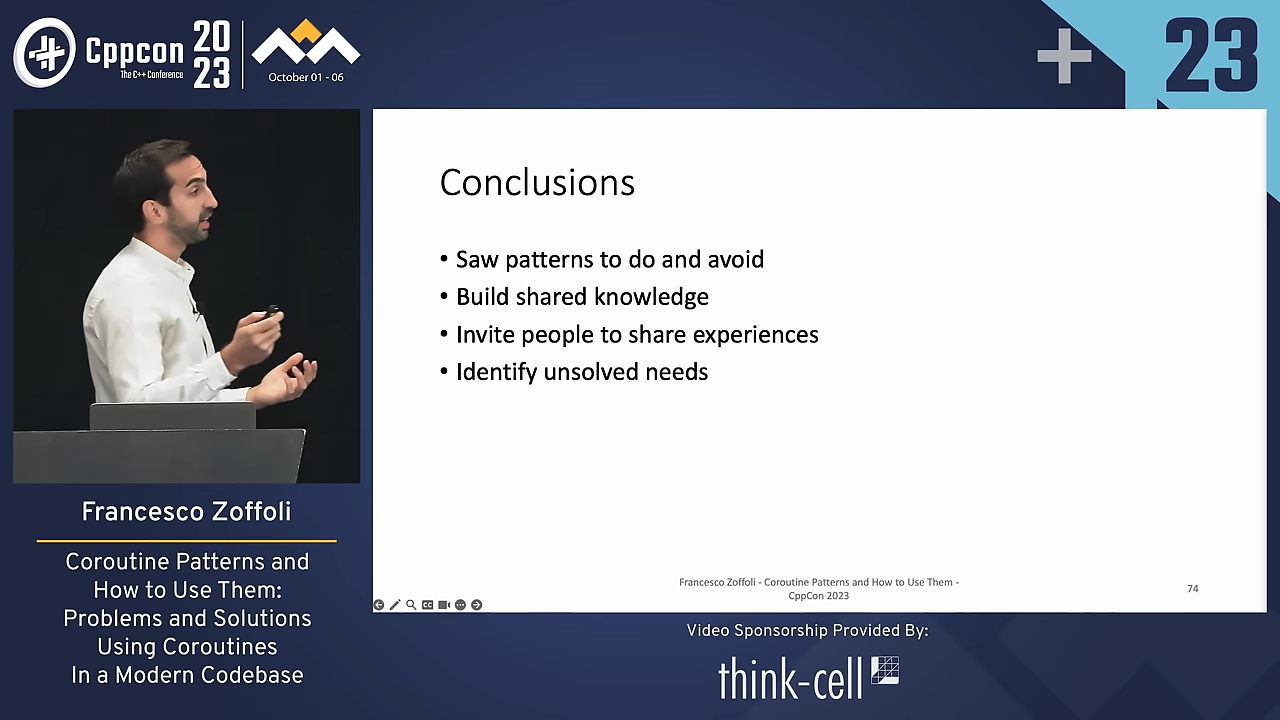 Cppcon
The C++ Conference
20
23
October 01 - 06
23
Conclusions
• Saw patterns to do and avoid
• Build shared knowledge
• Invite people to share experiences
• Identify unsolved needs
Francesco Zoffoli - Coroutine Patterns and How to Use Them -
CppCon 2023
74
CC
Francesco Zoffoli
Coroutine Patterns and
How to Use Them:
Problems and Solutions
Using Coroutines
In a Modern Codebase
Video Sponsorship Provided By:
think-cell